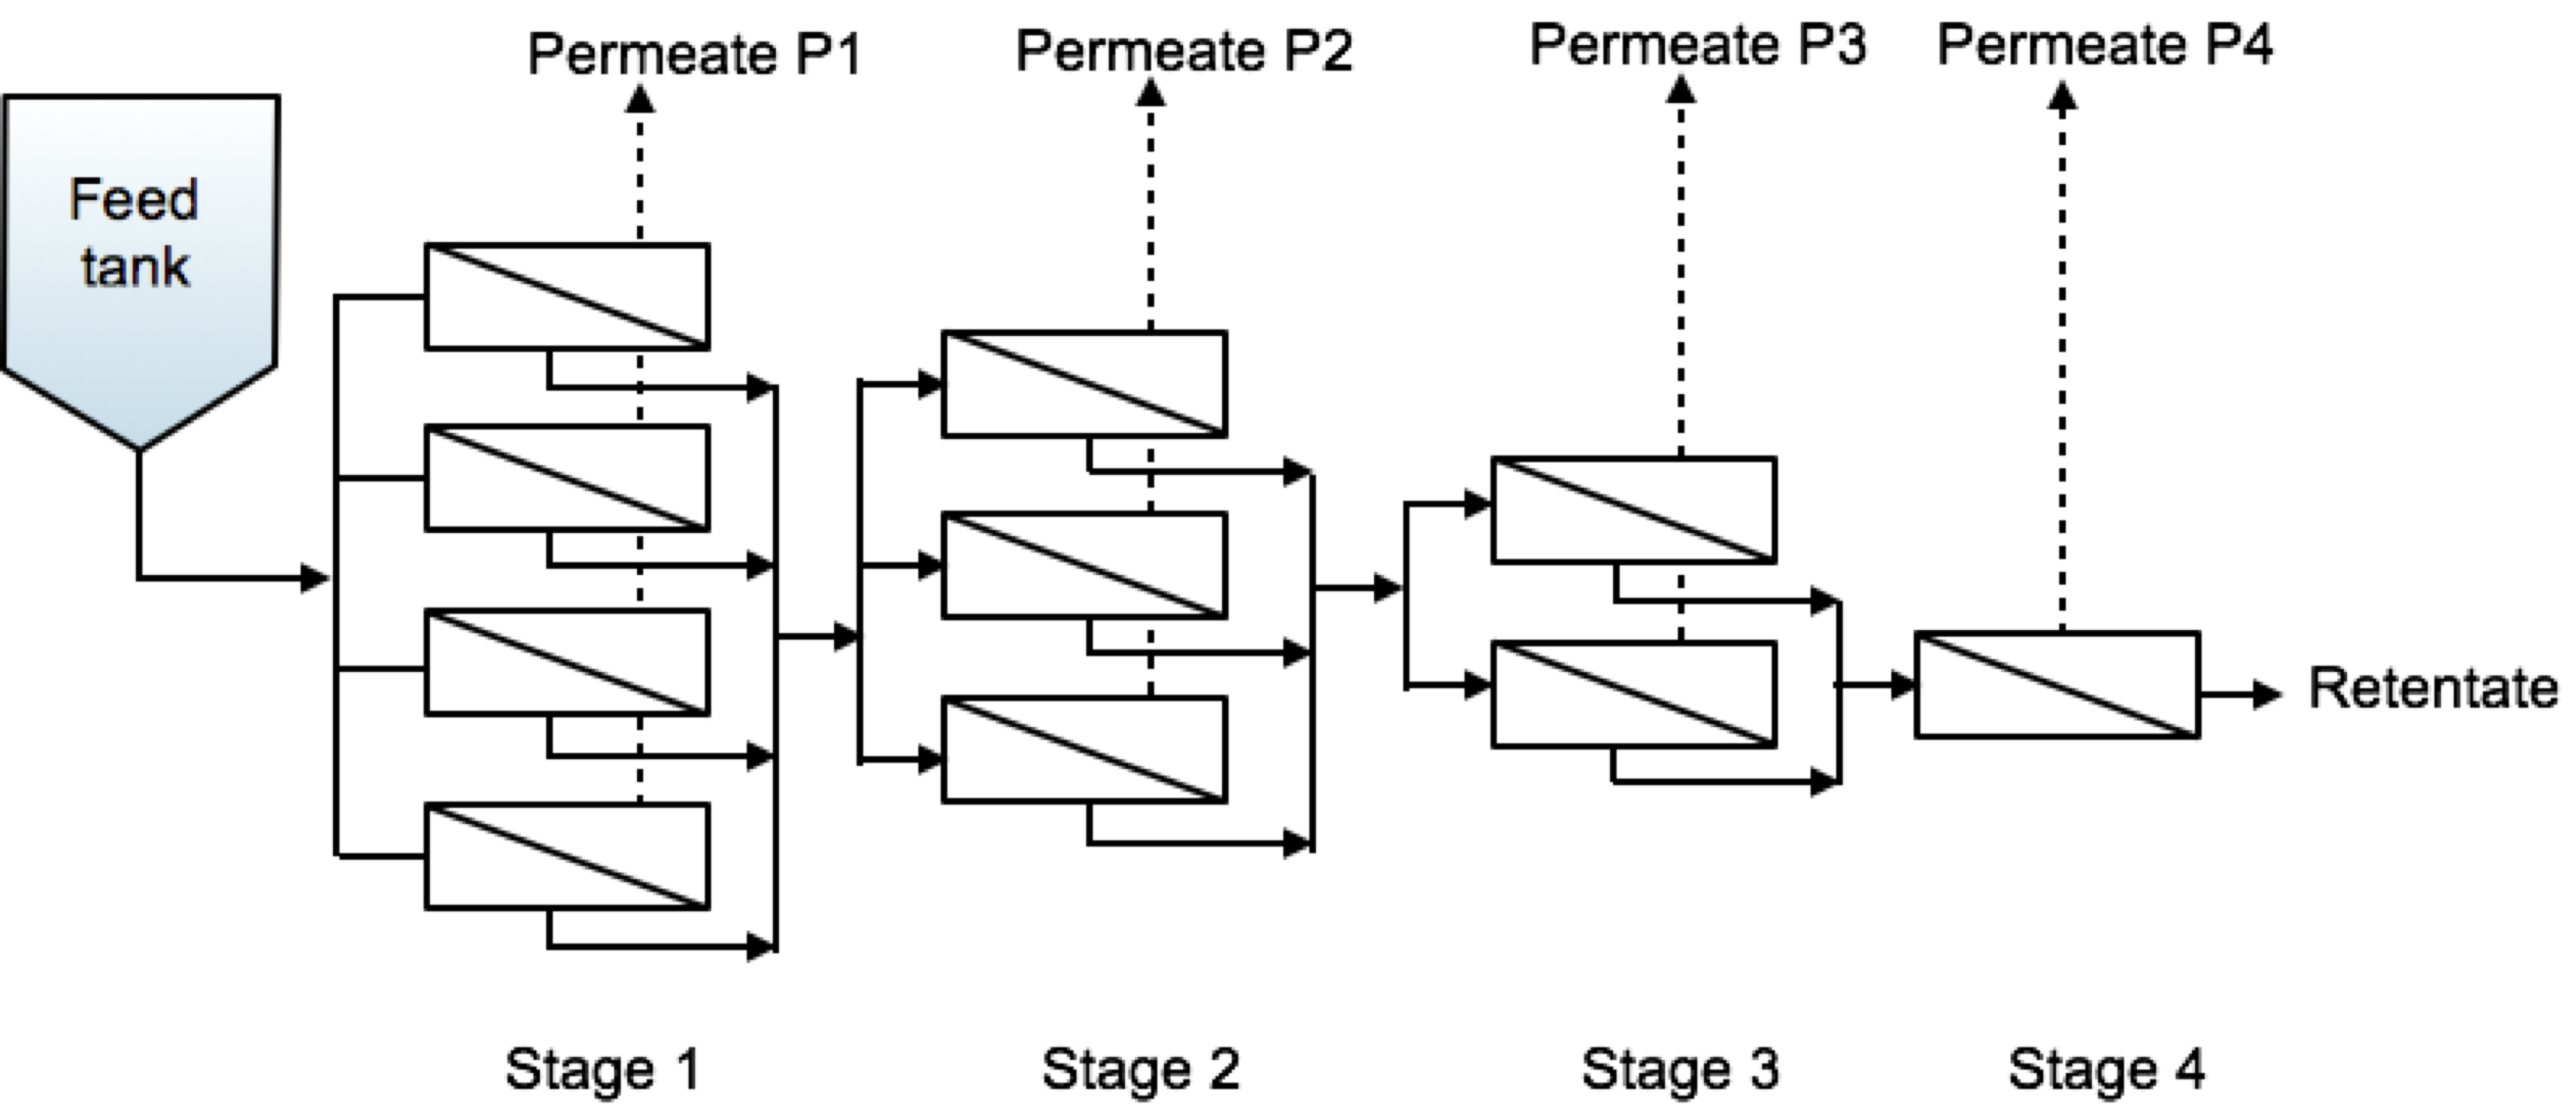 Permeate P1
Permeate P2
Permeate P3
Permeate P4
Feed
tank
Retentate
Stage 1
Stage 2
Stage 3
Stage 4